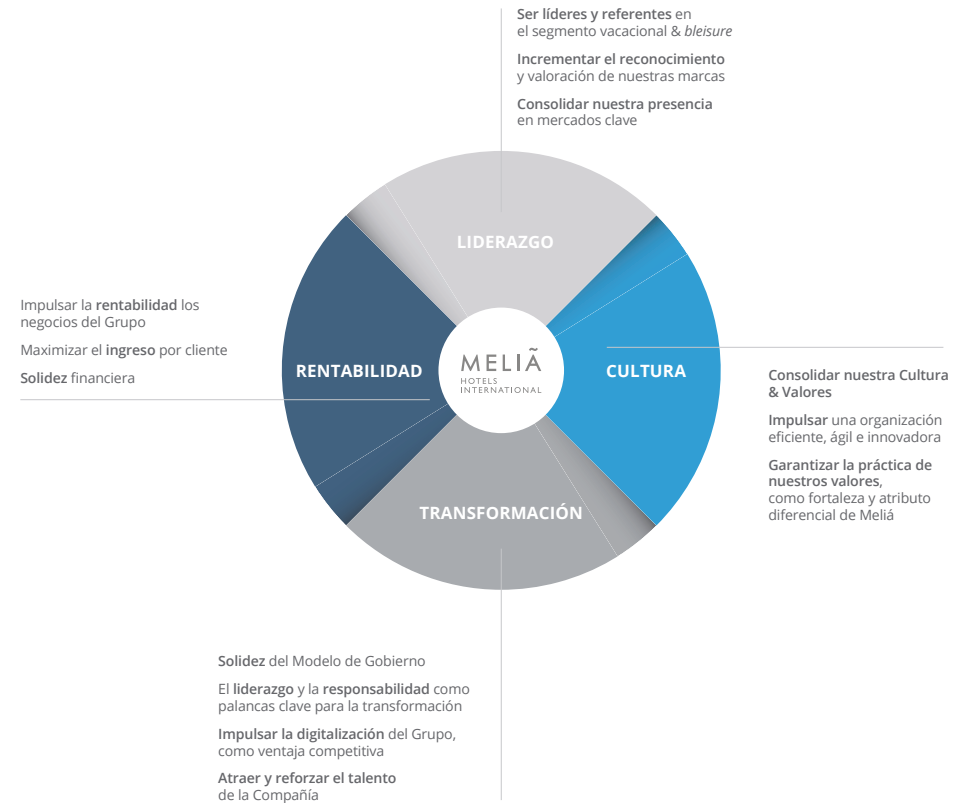 Ser líderes y referentes en
el segmento vacacional & bleisure
Incrementar el reconocimiento
y valoración de nuestras marcas
Consolidar nuestra presencia
en mercados clave
LIDERAZGO
Impulsar la rentabilidad los
negocios del Grupo
Maximizar el ingreso por cliente
Solidez financiera
RENTABILIDAD
MELIÃ
HOTELS
INTERNATIONAL
CULTURA
Consolidar nuestra Cultura
& Valores
Impulsar una organización
eficiente, ágil e innovadora
Garantizar la práctica de
nuestros valores,
como fortaleza y atributo
diferencial de Meliá
TRANSFORMACIÓN
Solidez del Modelo de Gobierno
El liderazgo y la responsabilidad como
palancas clave para la transformación
Impulsar la digitalización del Grupo,
como ventaja competitiva
Atraer y reforzar el talento
de la Compañía